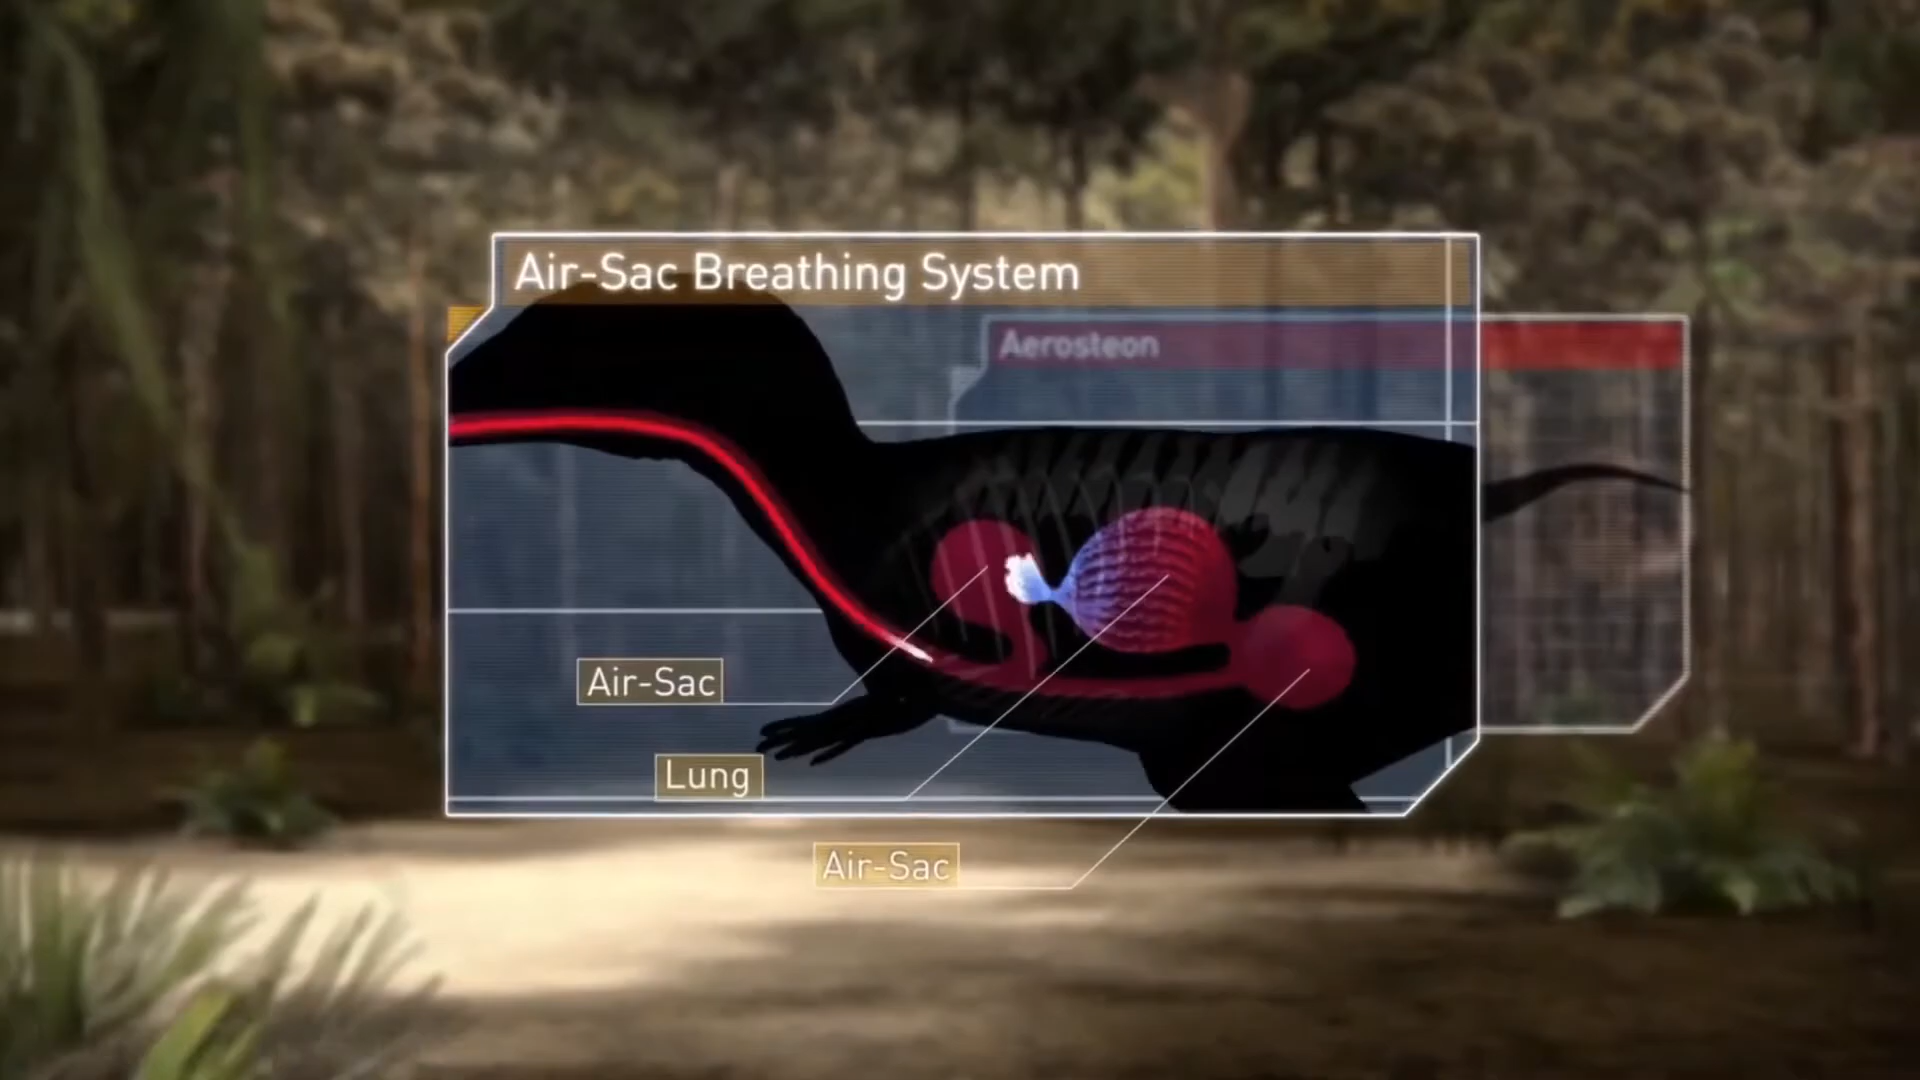 Air-Sac Breathing System
Aerosteon
Air-Sac
Lung
Air-Sac